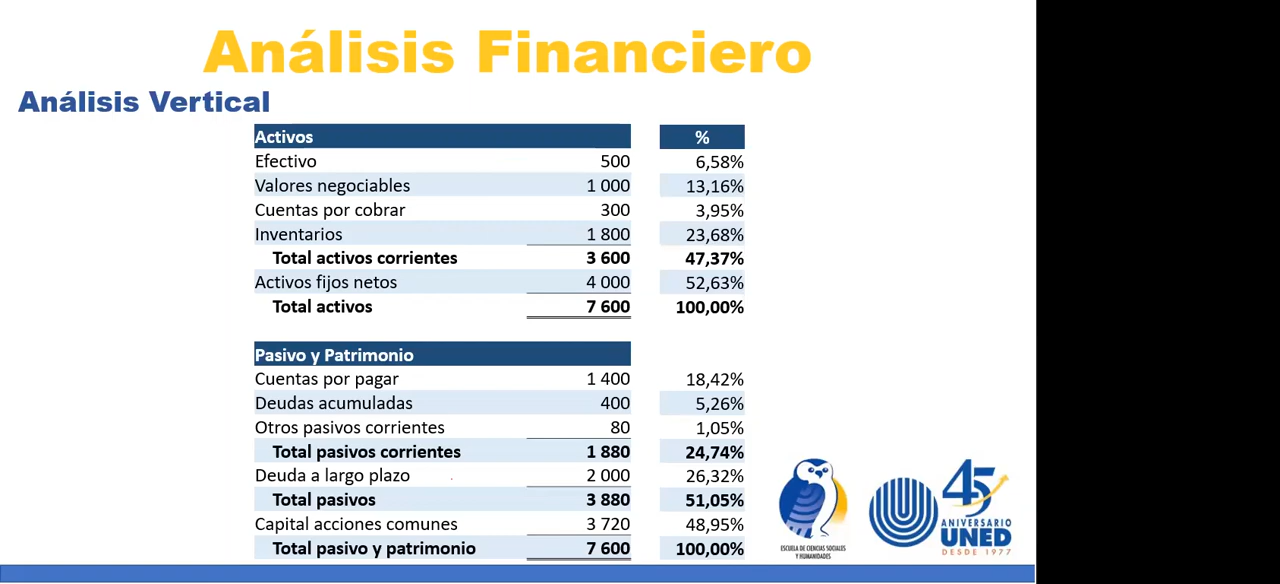 Análisis Financiero
Análisis Vertical
Activos %
Efectivo 500 6,58%
Valores negociables 1 000 13,16%
Cuentas por cobrar 300 3,95%
Inventarios 1 800 23,68%
Total activos corrientes 3 600 47,37%
Activos fijos netos 4 000 52,63%
Total activos 7 600 100,00%
Pasivo y Patrimonio
Cuentas por pagar 1 400 18,42%
Deudas acumuladas 400 5,26%
Otros pasivos corrientes 80 1,05%
Total pasivos corrientes 1 880 24,74%
Deuda a largo plazo 2 000 26,32%
Total pasivos 3 880 51,05%
Capital acciones comunes 3 720 48,95%
Total pasivo y patrimonio 7 600 100,00%
ESCUELA DE CIENCIAS SOCIALES
Y HUMANIDADES
45
ANIVERSARIO
UNED
DESDE 1977